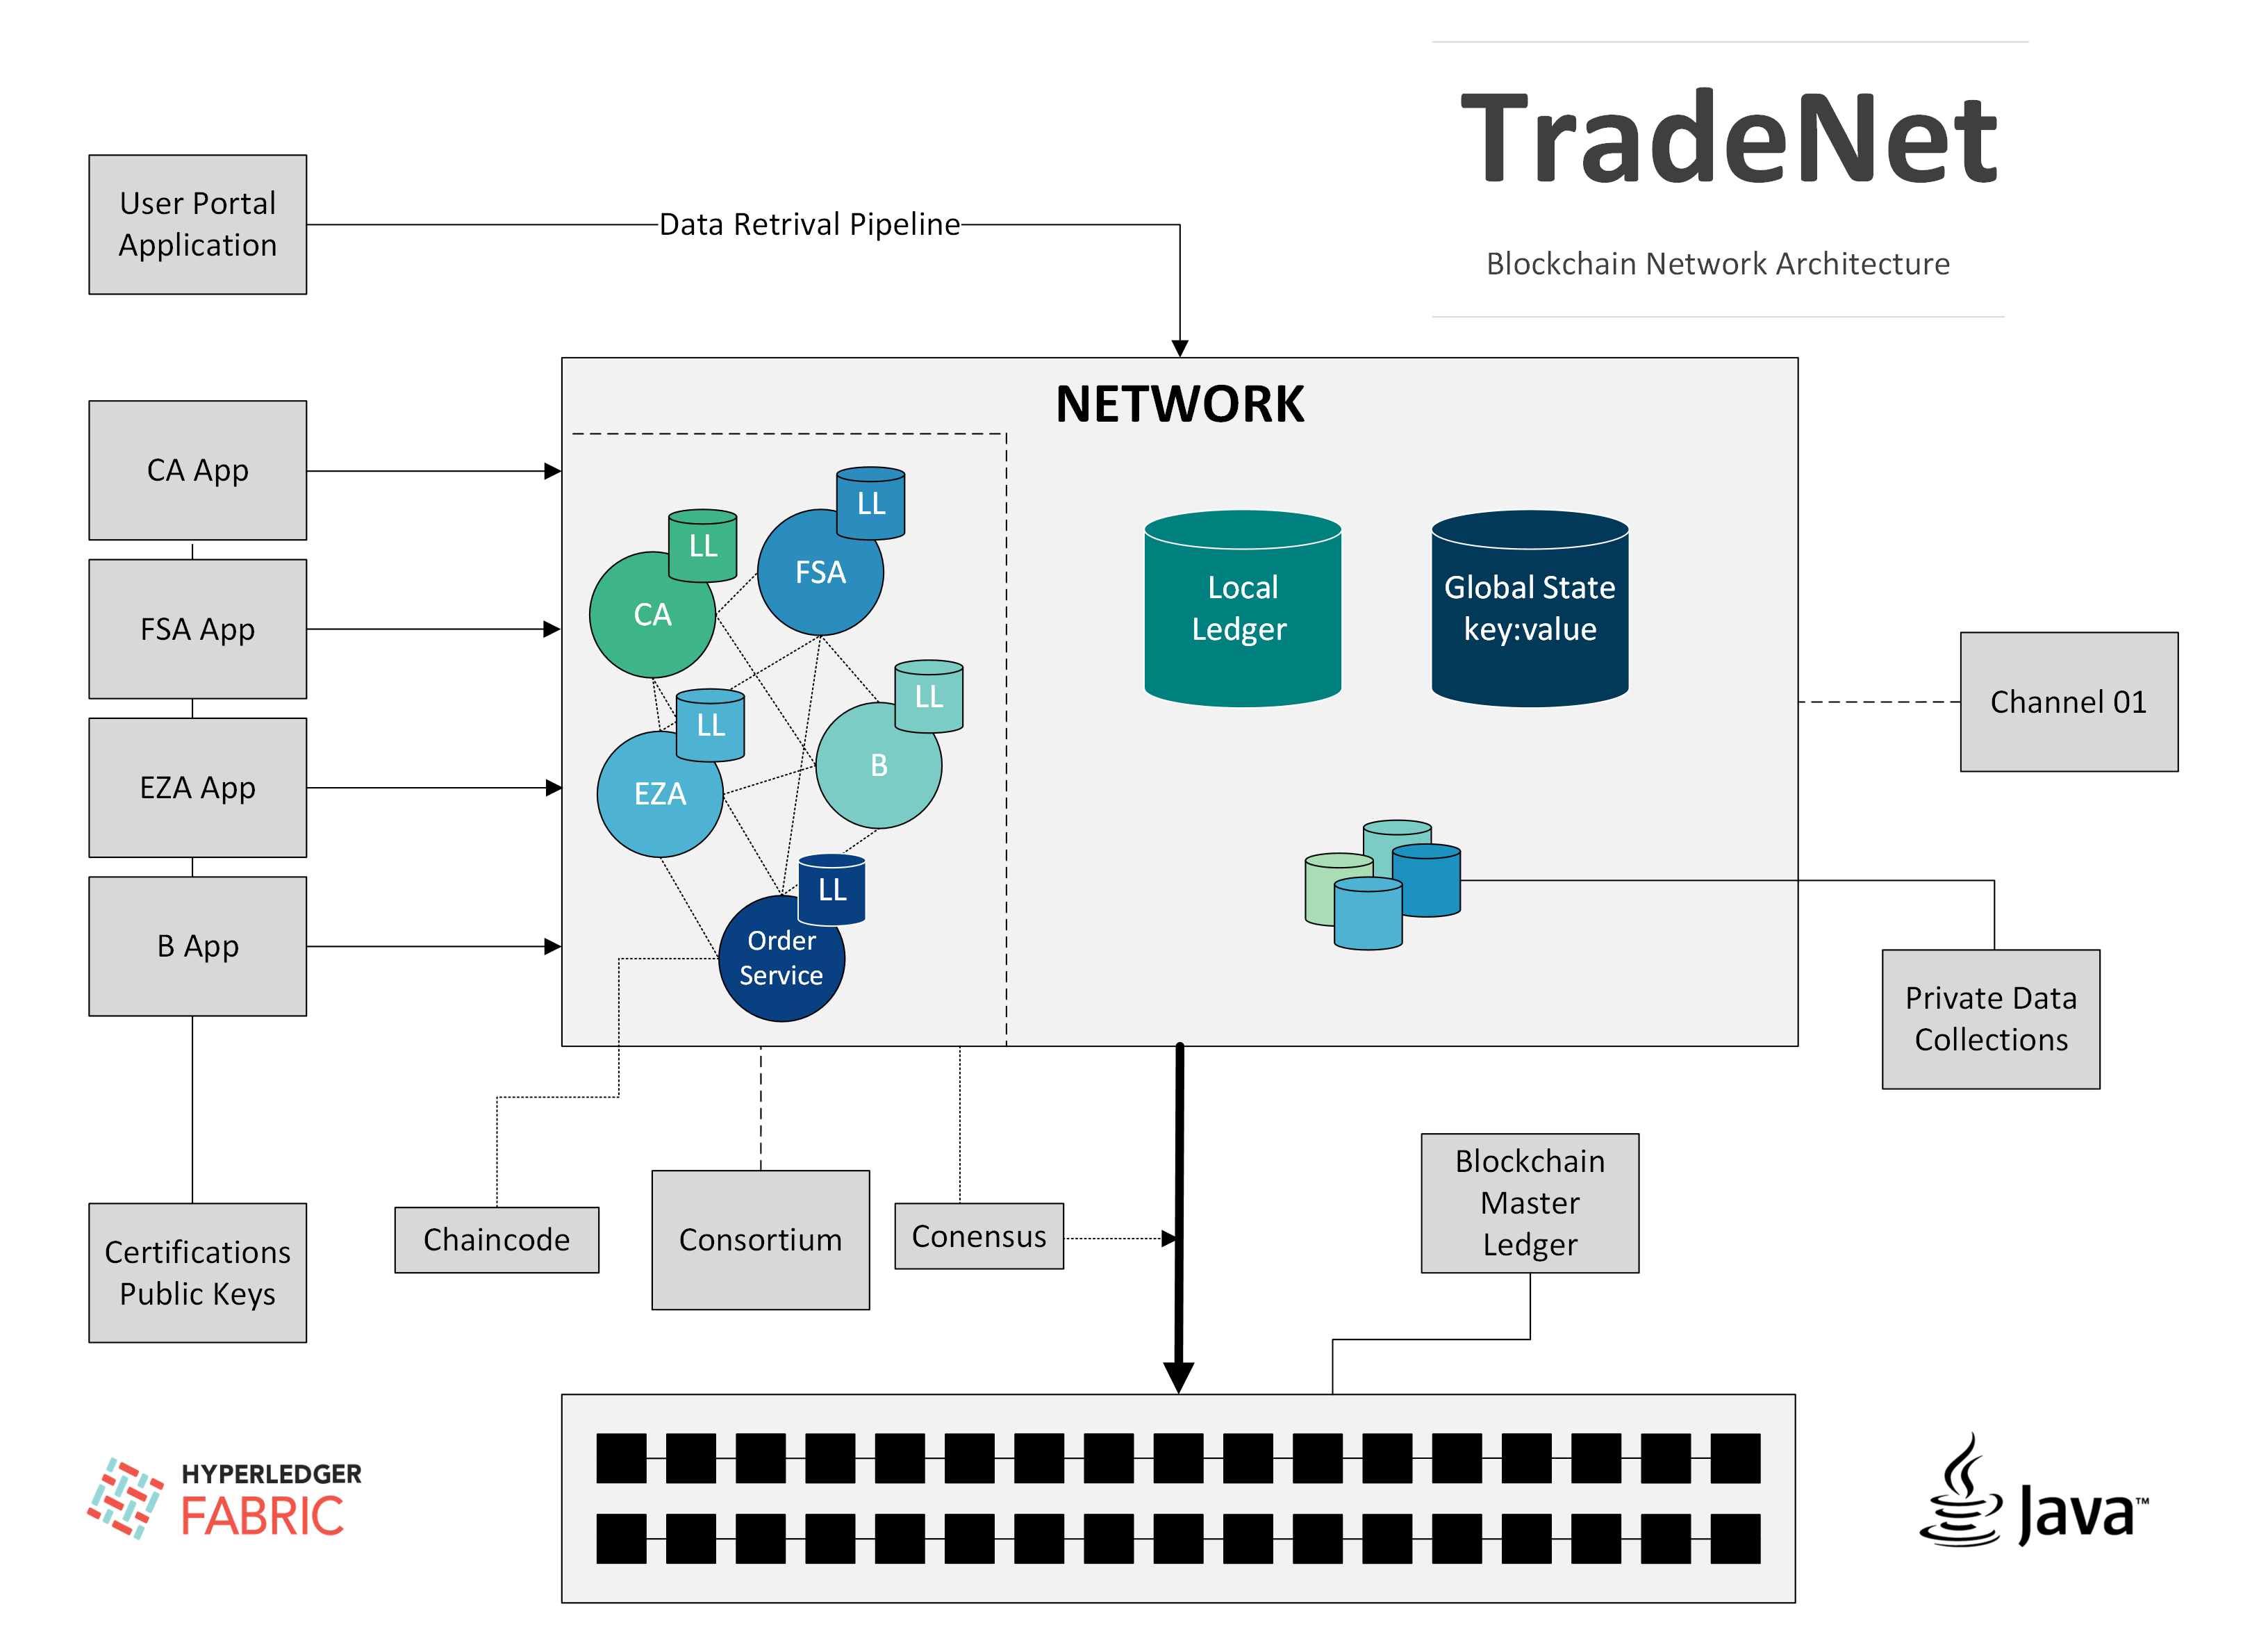 TradeNet
Blockchain Network Architecture
User Portal
Application
Data Retrival Pipeline
NETWORK
CA App
FSA App
EZA App
B App
LL
FSA
LL
CA
LL
B
LL
EZA
LL
Order
Service
Local
Ledger
Global State
key:value
Channel 01
Private Data
Collections
Certifications
Public Keys
Chaincode
Consortium
Conensus
Blockchain
Master
Ledger
HYPERLEDGER
FABRIC
Java™